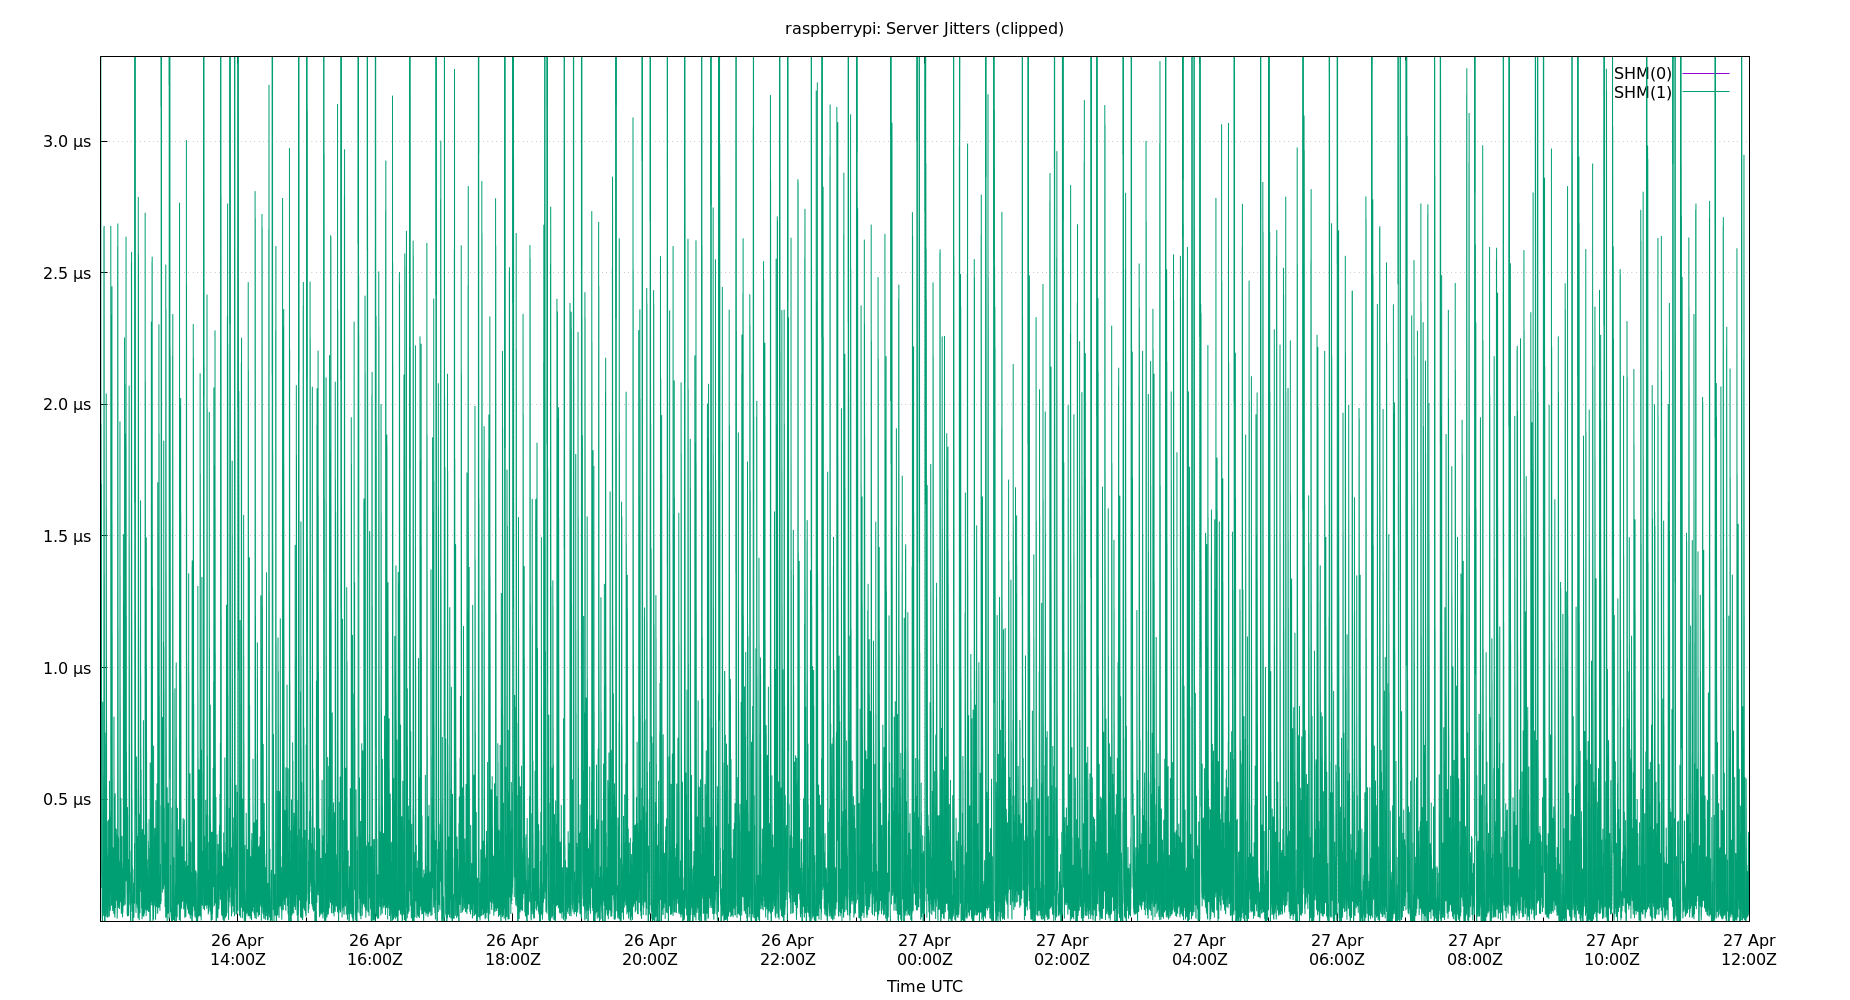 raspberrypi: Server Jitters (clipped)
SHM(0)
SHM(1)
3.0 µs
2.5 µs
2.0 µs
1.5 µs
1.0 µs
0.5 µs
26 Apr 26 Apr 26 Apr 26 Apr 26 Apr 27 Apr 27 Apr 27 Apr 27 Apr 27 Apr 27 Apr 27 Apr
14:00Z 16:00Z 18:00Z 20:00Z 22:00Z 00:00Z 02:00Z 04:00Z 06:00Z 08:00Z 10:00Z 12:00Z
Time UTC